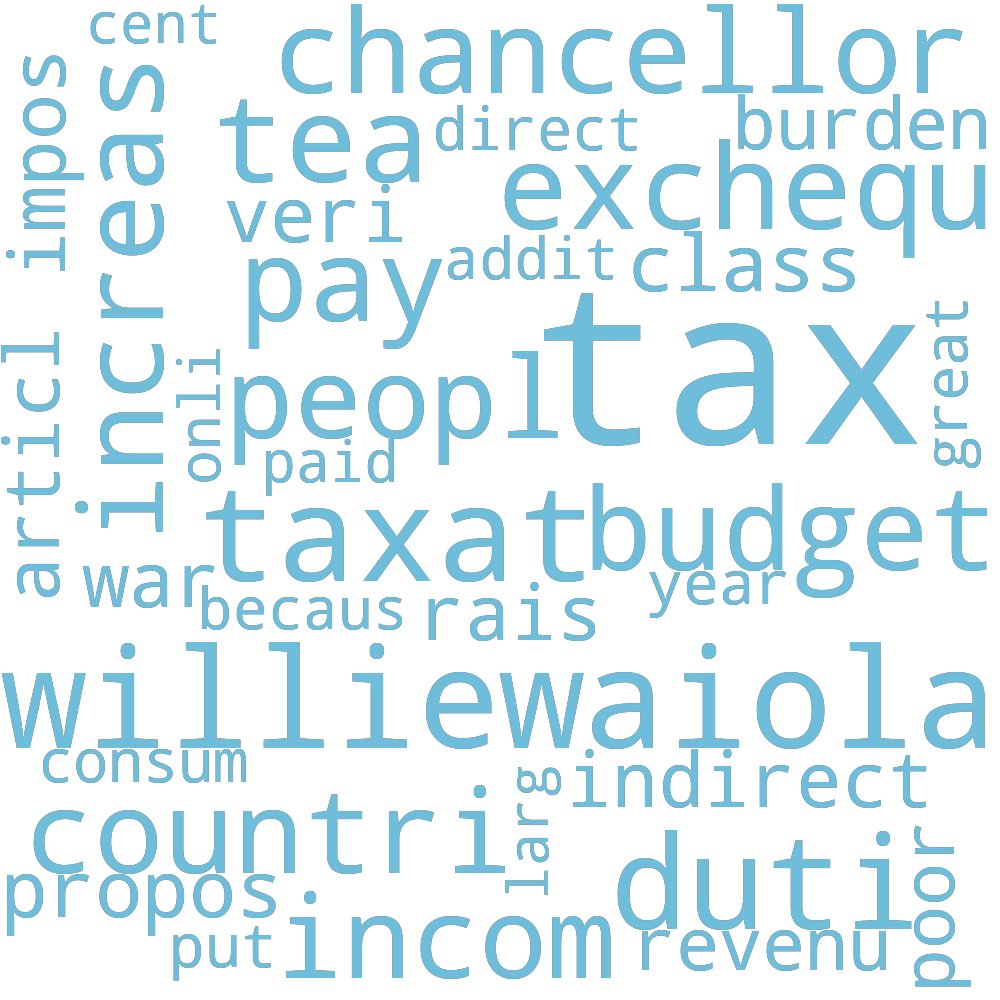 cent
chancellor
tea
direct
burden
impos
increas
exchequ
veri
addit
class
pay
tax
great
articl
onli
peopl
paid
taxat
budget
war
becaus
rais
year
williewaiola
consum
larg
indirect
countri
duti
poor
propos
incom
put
revenu